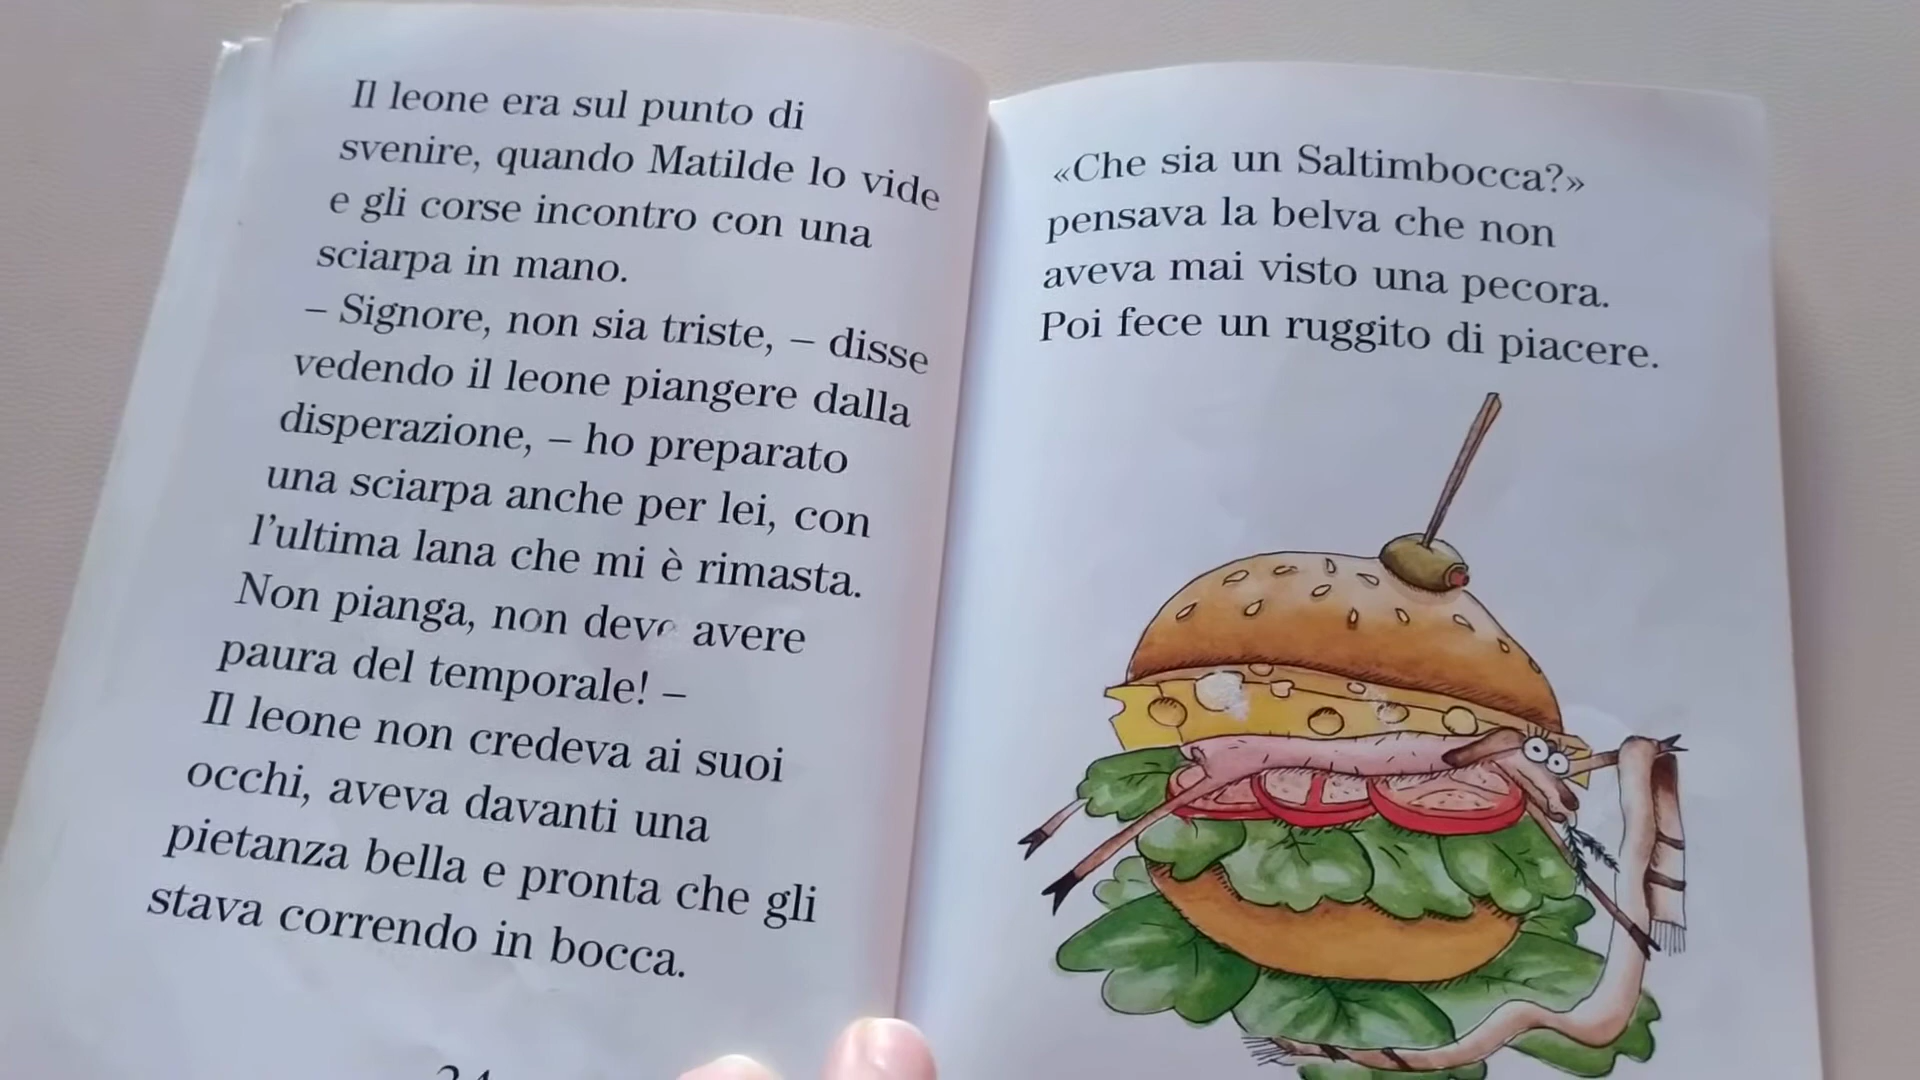 Il leone era sul punto di
svenire, quando Matilde lo vide
e gli corse incontro con una
sciarpa in mano.
– Signore, non sia triste, – disse
vedendo il leone piangere dalla
disperazione, – ho preparato
una sciarpa anche per lei, con
l’ultima lana che mi è rimasta.
Non pianga, non deve avere
paura del temporale! –
Il leone non credeva ai suoi
occhi, aveva davanti una
pietanza bella e pronta che gli
stava correndo in bocca.
«Che sia un Saltimbocca?»
pensava la belva che non
aveva mai visto una pecora.
Poi fece un ruggito di piacere.